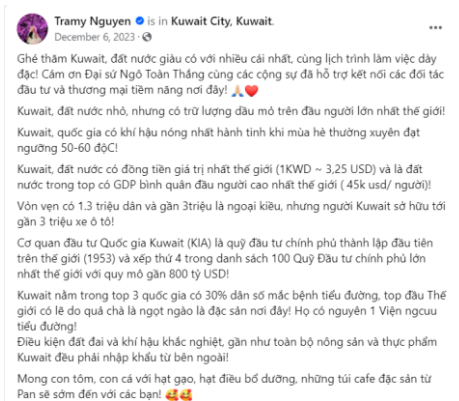 Tramy Nguyen is in Kuwait City, Kuwait.
December 6, 2023
Ghé thăm Kuwait, đất nước giàu có với nhiều cái nhất, cùng lịch trình làm việc dày
đặc! Cám ơn Đại sứ Ngô Toàn Thắng cùng các cộng sự đã hỗ trợ kết nối các đối tác
đầu tư và thương mại tiềm năng nơi đây! 🙏❤️
Kuwait, đất nước nhỏ, nhưng có trữ lượng dầu mỏ trên đầu người lớn nhất thế giới!
Kuwait, quốc gia có khí hậu nóng nhất hành tinh khi mùa hè thường xuyên đạt
ngưỡng 50-60 độC!
Kuwait, đất nước có đồng tiền giá trị nhất thế giới (1KWD ~ 3,25 USD) và là đất
nước trong top có GDP bình quân đầu người cao nhất thế giới ( 45k usd/ người)!
Vỏn vẹn có 1.3 triệu dân và gần 3triệu là ngoại kiều, nhưng người Kuwait sở hữu tới
gần 3 triệu xe ô tô!
Cơ quan đầu tư Quốc gia Kuwait (KIA) là quỹ đầu tư chính phủ thành lập đầu tiên
trên thế giới (1953) và xếp thứ 4 trong danh sách 100 Quỹ Đầu tư chính phủ lớn
nhất thế giới với quy mô gần 800 tỷ USD!
Kuwait nằm trong top 3 quốc gia có 30% dân số mắc bệnh tiểu đường, top đầu Thế
giới có lẽ do quả chà là ngọt ngào là đặc sản nơi đây! Họ có nguyên 1 Viện ngcuu
tiểu đường!
Điều kiện đất đai và khí hậu khắc nghiệt, gần như toàn bộ nông sản và thực phẩm
Kuwait đều phải nhập khẩu từ bên ngoài!
Mong con tôm, con cá với hạt gạo, hạt điều bổ dưỡng, những túi cafe đặc sản từ
Pan sẽ sớm đến với các bạn! 🥰🥰